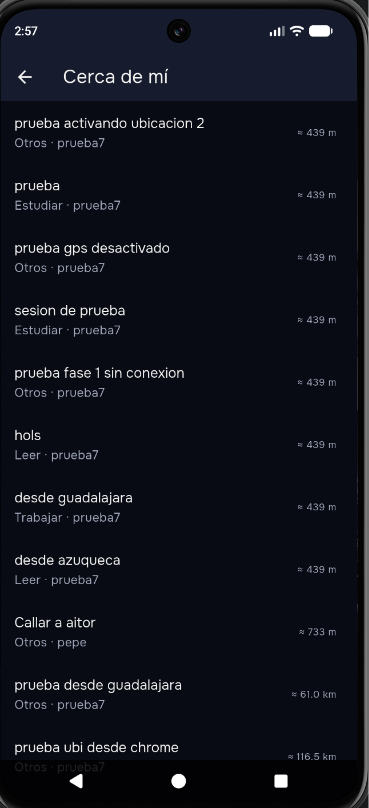 2:57
Cerca de mí
prueba activando ubicacion 2
Otros · prueba7
≈ 439 m
prueba
Estudiar · prueba7
≈ 439 m
prueba gps desactivado
Otros · prueba7
≈ 439 m
sesion de prueba
Estudiar · prueba7
≈ 439 m
prueba fase 1 sin conexion
Otros · prueba7
≈ 439 m
hols
Leer · prueba7
≈ 439 m
desde guadalajara
Trabajar · prueba7
≈ 439 m
desde azuqueca
Leer · prueba7
≈ 439 m
Callar a aitor
Otros · pepe
≈ 733 m
prueba desde guadalajara
Otros · prueba7
≈ 61.0 km
prueba ubi desde chrome
Otros · prueba7
≈ 116.5 km